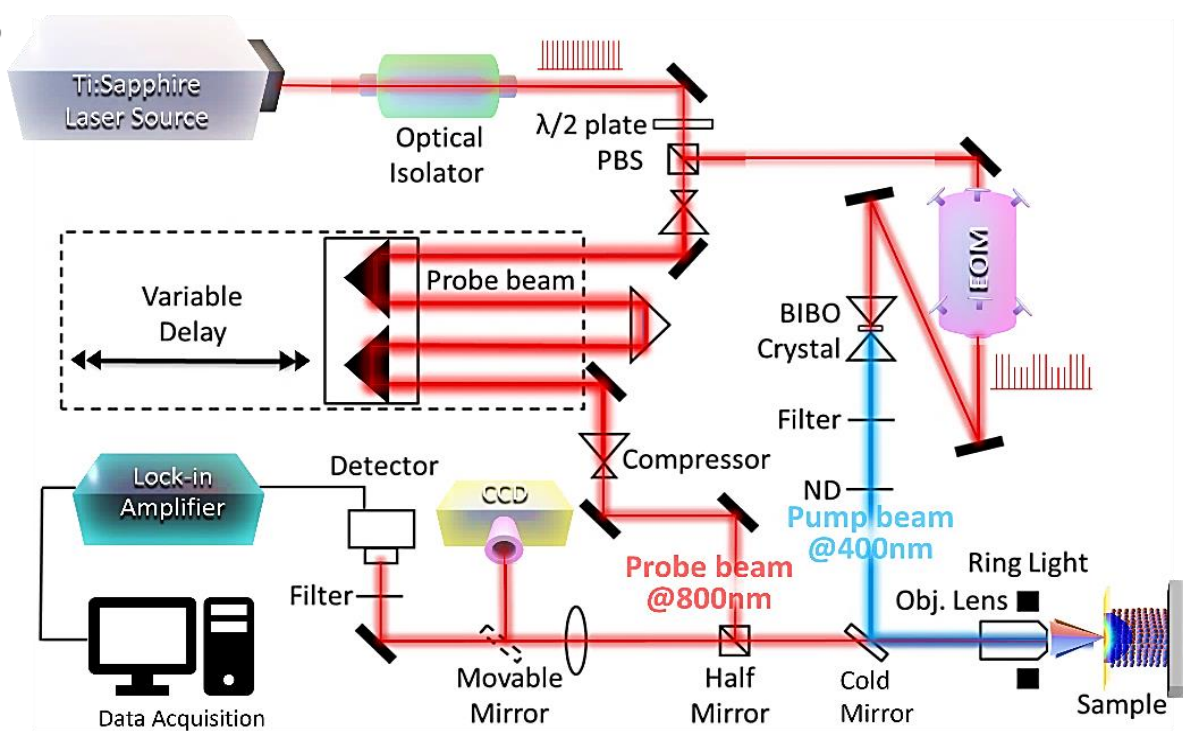 Ti:Sapphire
Laser Source
Optical
Isolator
λ/2 plate
PBS
EOM
Variable
Delay
Probe beam
BIBO
Crystal
Filter
ND
Pump beam
@400nm
Compressor
Detector
Lock-in
Amplifier
CCD
Probe beam
@800nm
Ring Light
Obj. Lens
Filter
Movable
Mirror
Half
Mirror
Cold
Mirror
Sample
Data Acquisition